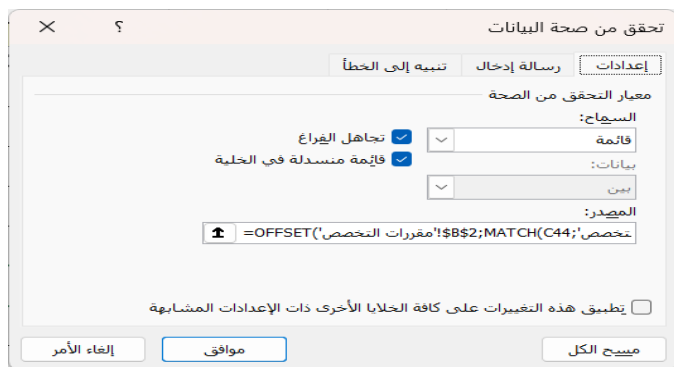 تحقق من صحة البيانات ؟
إعدادات رسالة إدخال تنبيه إلى الخطأ
معيار التحقق من الصحة
السماح:
قائمة تجاهل الفراغ
قائمة منسدلة في الخلية
بيانات:
بين
المصدر:
=OFFSET('مقررات التخصص'!$B$2;MATCH(C44;'تخصص
تطبيق هذه التغييرات على كافة الخلايا الأخرى ذات الإعدادات المشابهة
مسح الكل موافق إلغاء الأمر